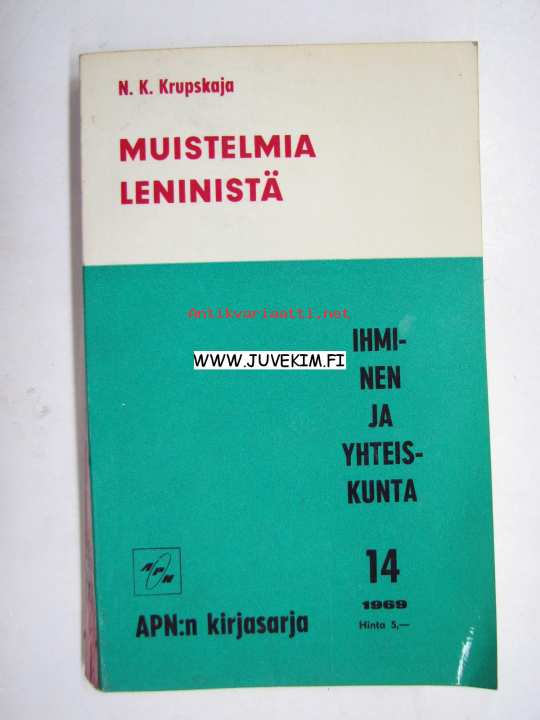 N. K. Krupskaja
MUISTELMIA
LENINISTÄ
Antikvariaatti.net
WWW.JUVEKIM.FI
IHMI-
NEN
JA
YHTEIS-
KUNTA
APN
14
1969
Hinta 5,—
APN:n kirjasarja